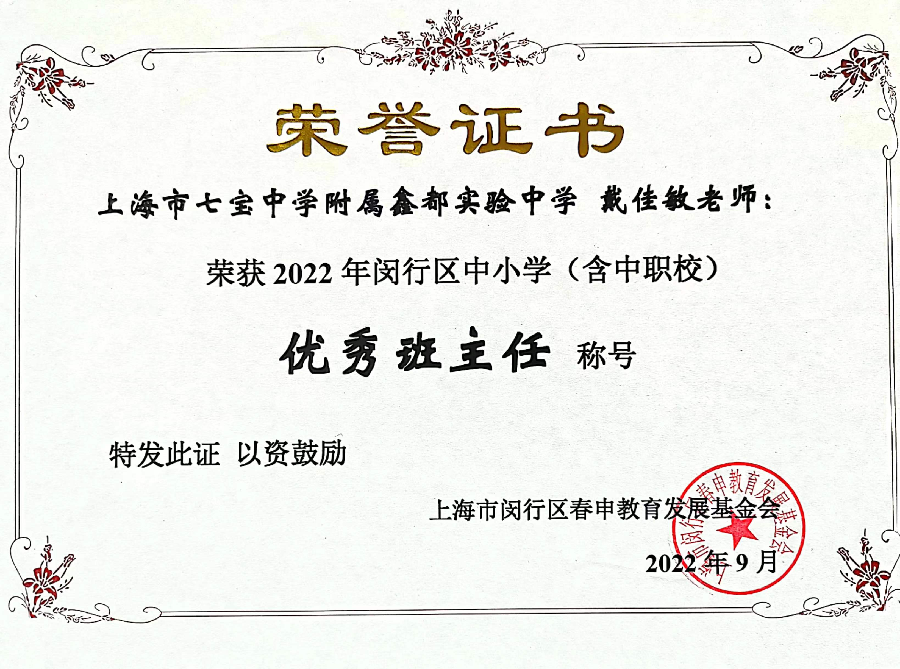 荣誉证书
上海市七宝中学附属鑫都实验中学 戴佳敏老师：
荣获 2022 年闵行区中小学（含中职校）
优秀班主任 称号
特发此证 以资鼓励
上海市闵行区春申教育发展基金会
2022 年 9 月
上海市闵行区春申教育发展基金会